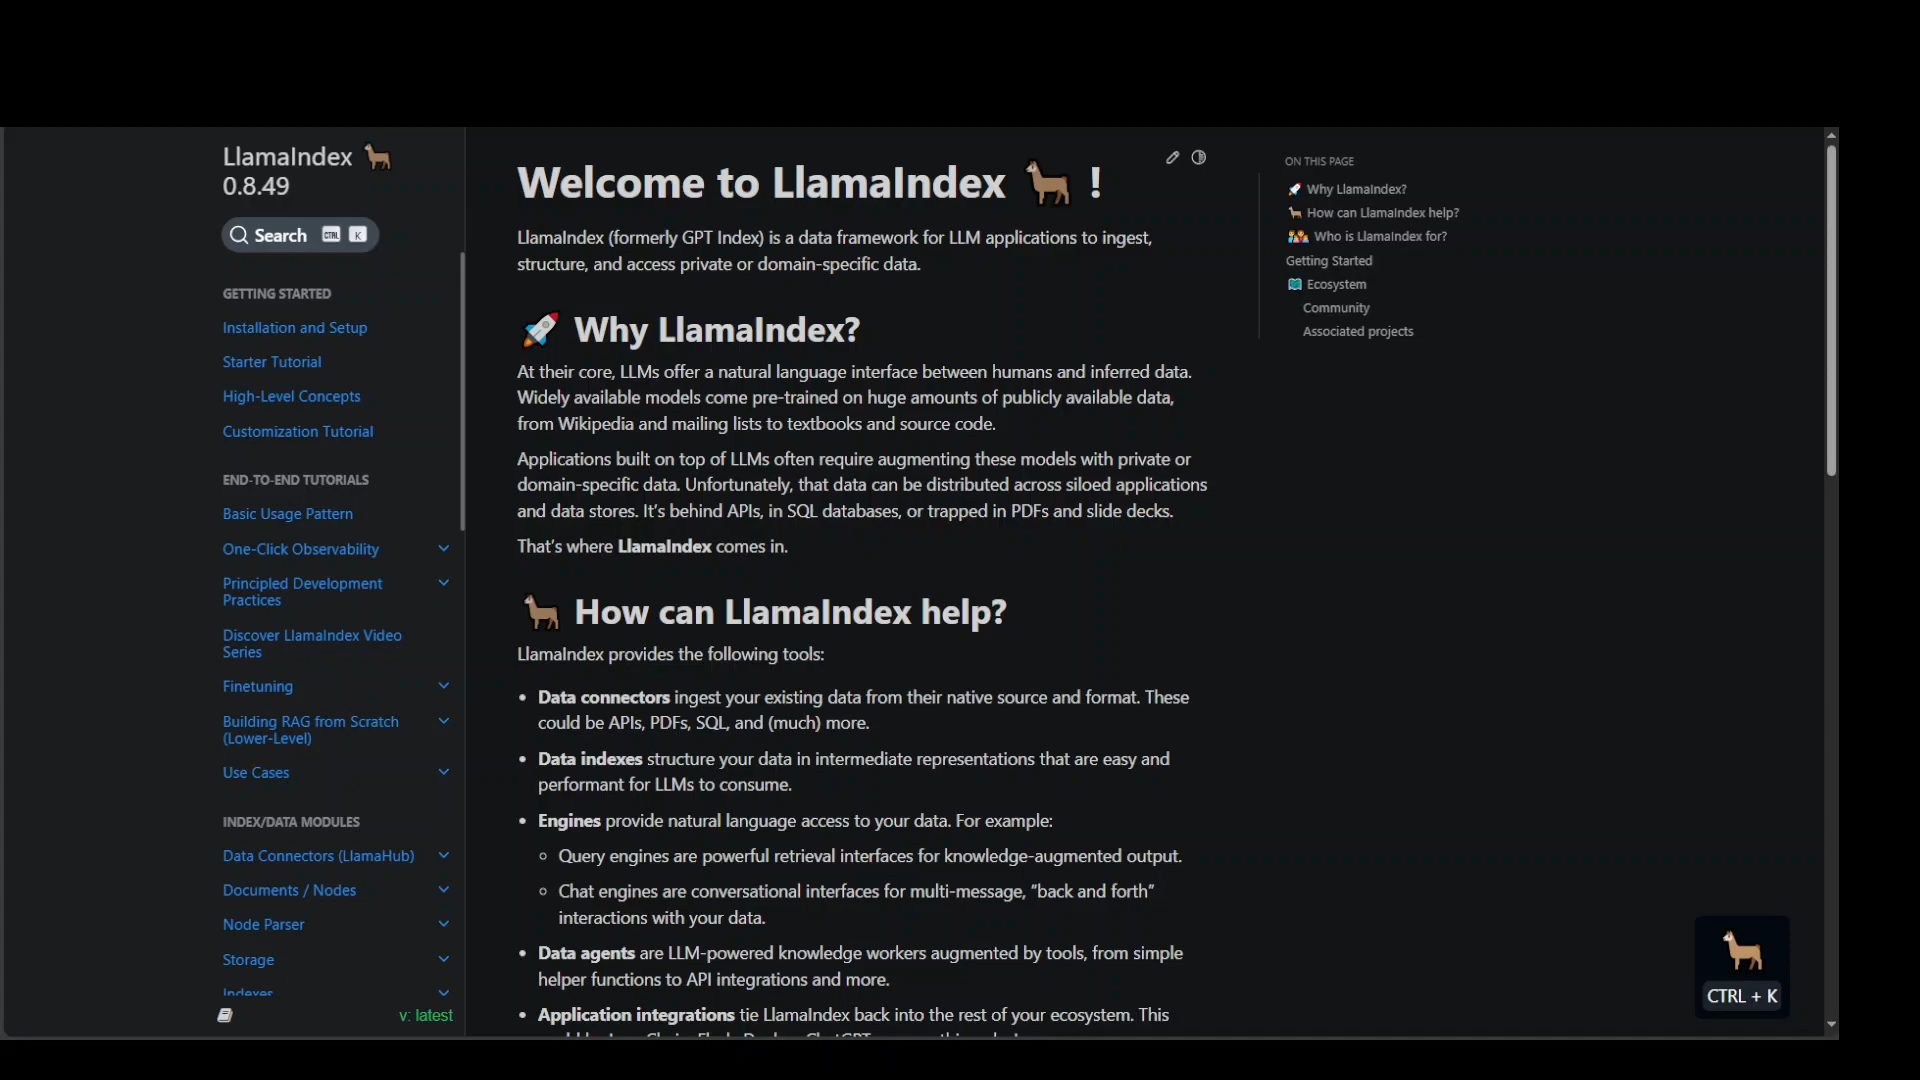 LlamaIndex 🦙
0.8.49
Search CTRL K
GETTING STARTED
Installation and Setup
Starter Tutorial
High-Level Concepts
Customization Tutorial
END-TO-END TUTORIALS
Basic Usage Pattern
One-Click Observability
Principled Development
Practices
Discover LlamaIndex Video
Series
Finetuning
Building RAG from Scratch
(Lower-Level)
Use Cases
INDEX/DATA MODULES
Data Connectors (LlamaHub)
Documents / Nodes
Node Parser
Storage
Indexes
v: latest
Welcome to LlamaIndex 🦙 !
LlamaIndex (formerly GPT Index) is a data framework for LLM applications to ingest,
structure, and access private or domain-specific data.
🚀 Why LlamaIndex?
At their core, LLMs offer a natural language interface between humans and inferred data.
Widely available models come pre-trained on huge amounts of publicly available data,
from Wikipedia and mailing lists to textbooks and source code.
Applications built on top of LLMs often require augmenting these models with private or
domain-specific data. Unfortunately, that data can be distributed across siloed applications
and data stores. It’s behind APIs, in SQL databases, or trapped in PDFs and slide decks.
That’s where LlamaIndex comes in.
🦙 How can LlamaIndex help?
LlamaIndex provides the following tools:
• Data connectors ingest your existing data from their native source and format. These
could be APIs, PDFs, SQL, and (much) more.
• Data indexes structure your data in intermediate representations that are easy and
performant for LLMs to consume.
• Engines provide natural language access to your data. For example:
◦ Query engines are powerful retrieval interfaces for knowledge-augmented output.
◦ Chat engines are conversational interfaces for multi-message, “back and forth”
interactions with your data.
• Data agents are LLM-powered knowledge workers augmented by tools, from simple
helper functions to API integrations and more.
• Application integrations tie LlamaIndex back into the rest of your ecosystem. This
ON THIS PAGE
🚀 Why LlamaIndex?
🦙 How can LlamaIndex help?
👨‍👩‍👧‍👦 Who is LlamaIndex for?
Getting Started
🗺️ Ecosystem
Community
Associated projects
CTRL + K